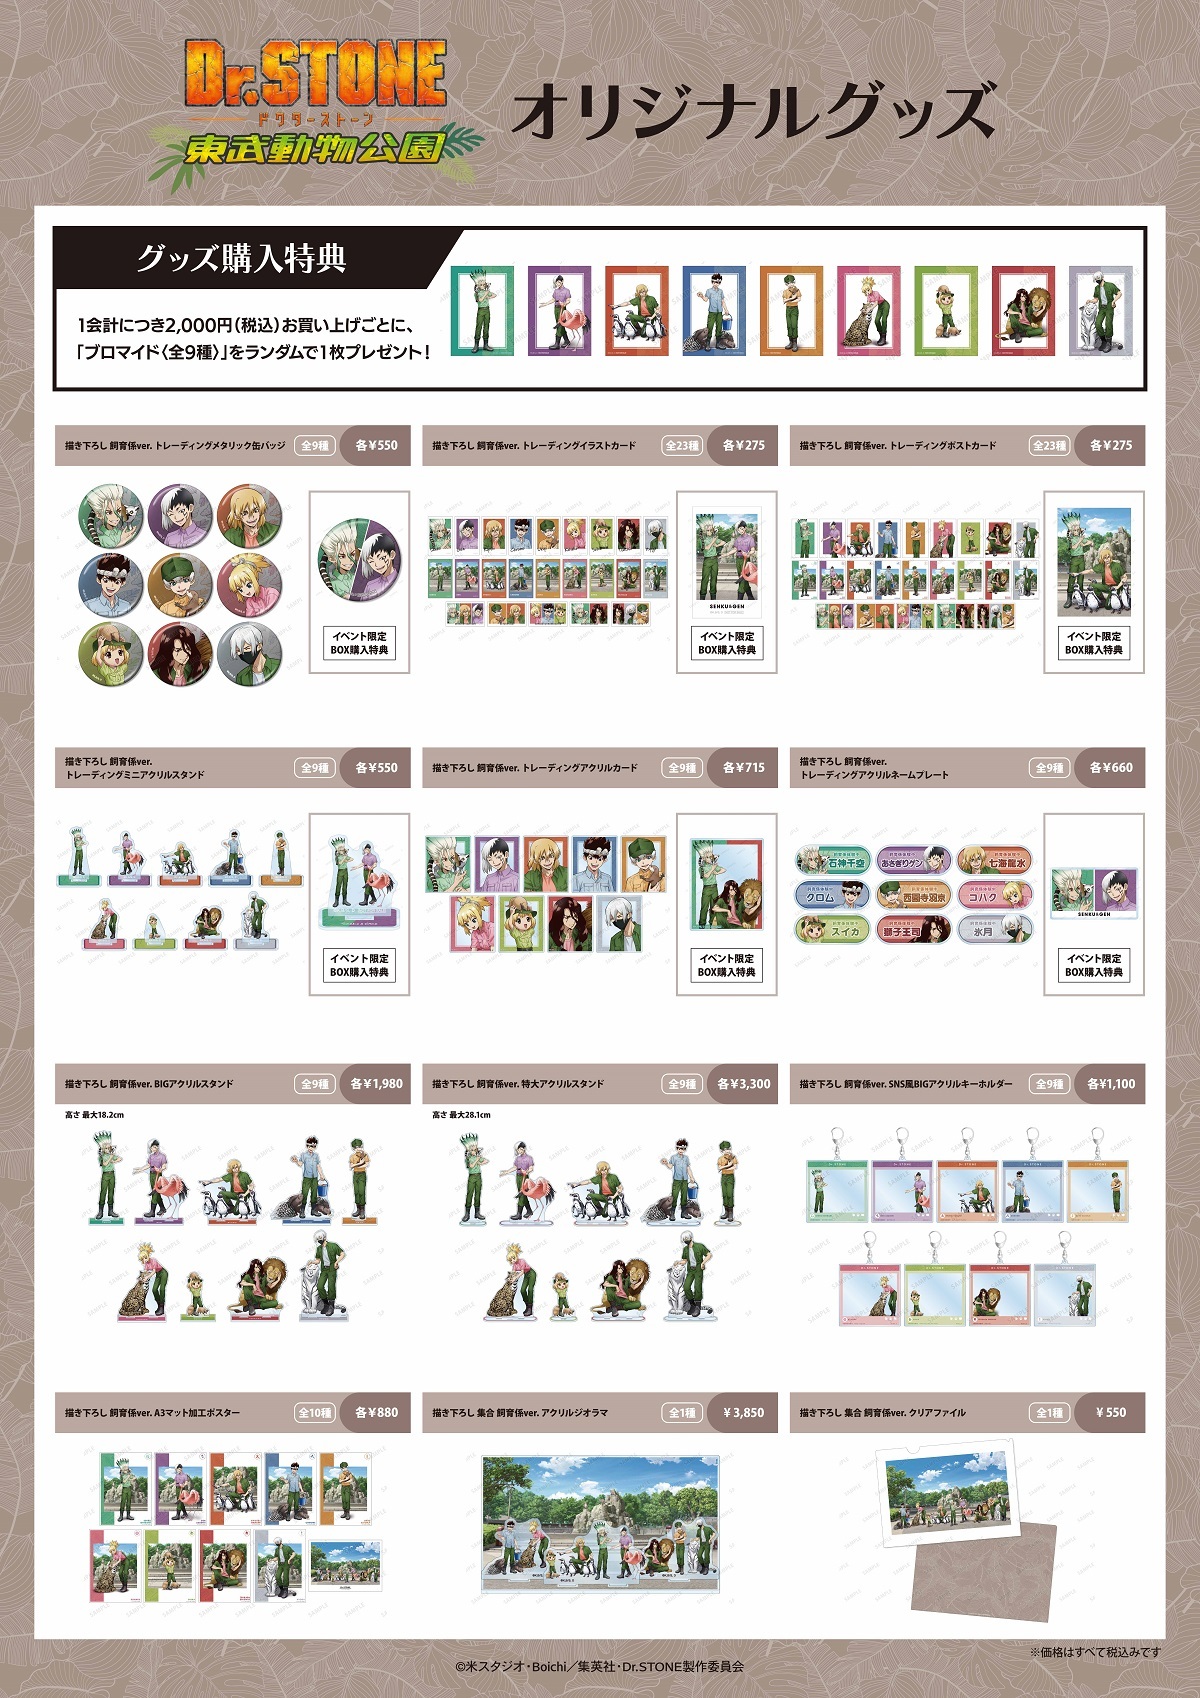 Dr.STONE
ドクターストーン
東武動物公園
オリジナルグッズ
グッズ購入特典
1会計につき2,000円(税込)お買い上げごとに、
「ブロマイド〈全9種〉」をランダムで1枚プレゼント!
描き下ろし 飼育係ver. トレーディングメタリック缶バッジ 全9種 各¥550
イベント限定
BOX購入特典
描き下ろし 飼育係ver. トレーディングイラストカード 全23種 各¥275
SENKU&GEN
イベント限定
BOX購入特典
描き下ろし 飼育係ver. トレーディングポストカード 全23種 各¥275
イベント限定
BOX購入特典
描き下ろし 飼育係ver.
トレーディングミニアクリルスタンド 全9種 各¥550
イベント限定
BOX購入特典
描き下ろし 飼育係ver. トレーディングアクリルカード 全9種 各¥715
イベント限定
BOX購入特典
描き下ろし 飼育係ver.
トレーディングアクリルネームプレート 全9種 各¥660
石神千空
あさぎりゲン
七海龍水
クロム
西園寺羽京
コハク
スイカ
獅子王司
氷月
SENKU&GEN
イベント限定
BOX購入特典
描き下ろし 飼育係ver. BIGアクリルスタンド 全9種 各¥1,980
高さ 最大18.2cm
描き下ろし 飼育係ver. 特大アクリルスタンド 全9種 各¥3,300
高さ 最大28.1cm
描き下ろし 飼育係ver. SNS風BIGアクリルキーホルダー 全9種 各¥1,100
描き下ろし 飼育係ver. A3マット加工ポスター 全10種 各¥880
描き下ろし 集合 飼育係ver. アクリルジオラマ 全1種 ¥3,850
描き下ろし 集合 飼育係ver. クリアファイル 全1種 ¥550
※価格はすべて税込みです
©米スタジオ・Boichi／集英社・Dr.STONE製作委員会